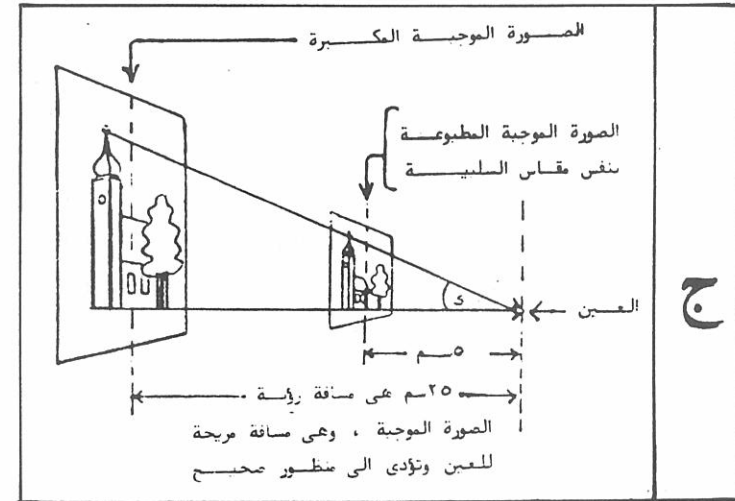 الصورة الموجبة المكبرة
الصورة الموجبة المطبوعة
بنفس مقاس السلبية
ج
العين
د
٥ سم
٢٥ سم هى مسافة رؤية
الصورة الموجبة ، وهى مسافة مريحة
للعين وتؤدى الى منظور صحيح